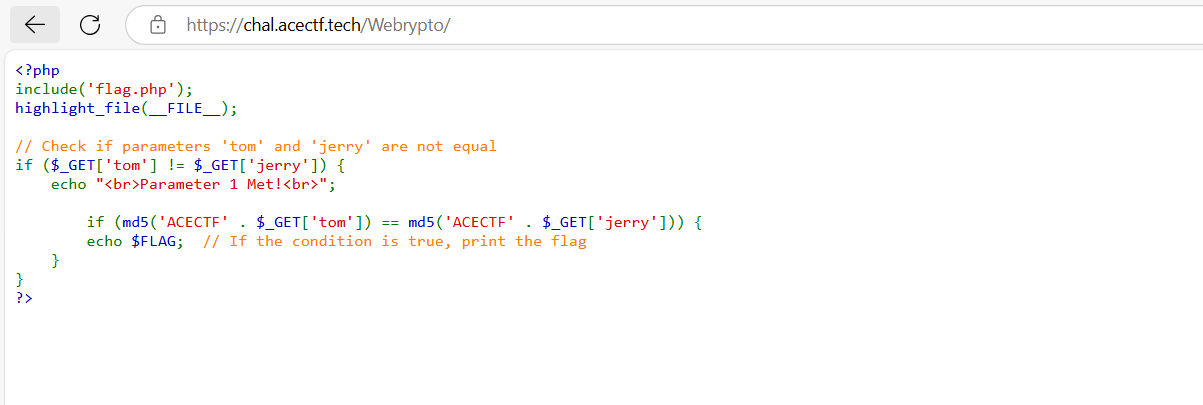 https://chal.acectf.tech/Webrypto/
<?php
include('flag.php');
highlight_file(__FILE__);
// Check if parameters 'tom' and 'jerry' are not equal
if ($_GET['tom'] != $_GET['jerry']) {
    echo "<br>Parameter 1 Met!<br>";
        if (md5('ACECTF' . $_GET['tom']) == md5('ACECTF' . $_GET['jerry'])) {
        echo $FLAG;  // If the condition is true, print the flag
    }
}
?>